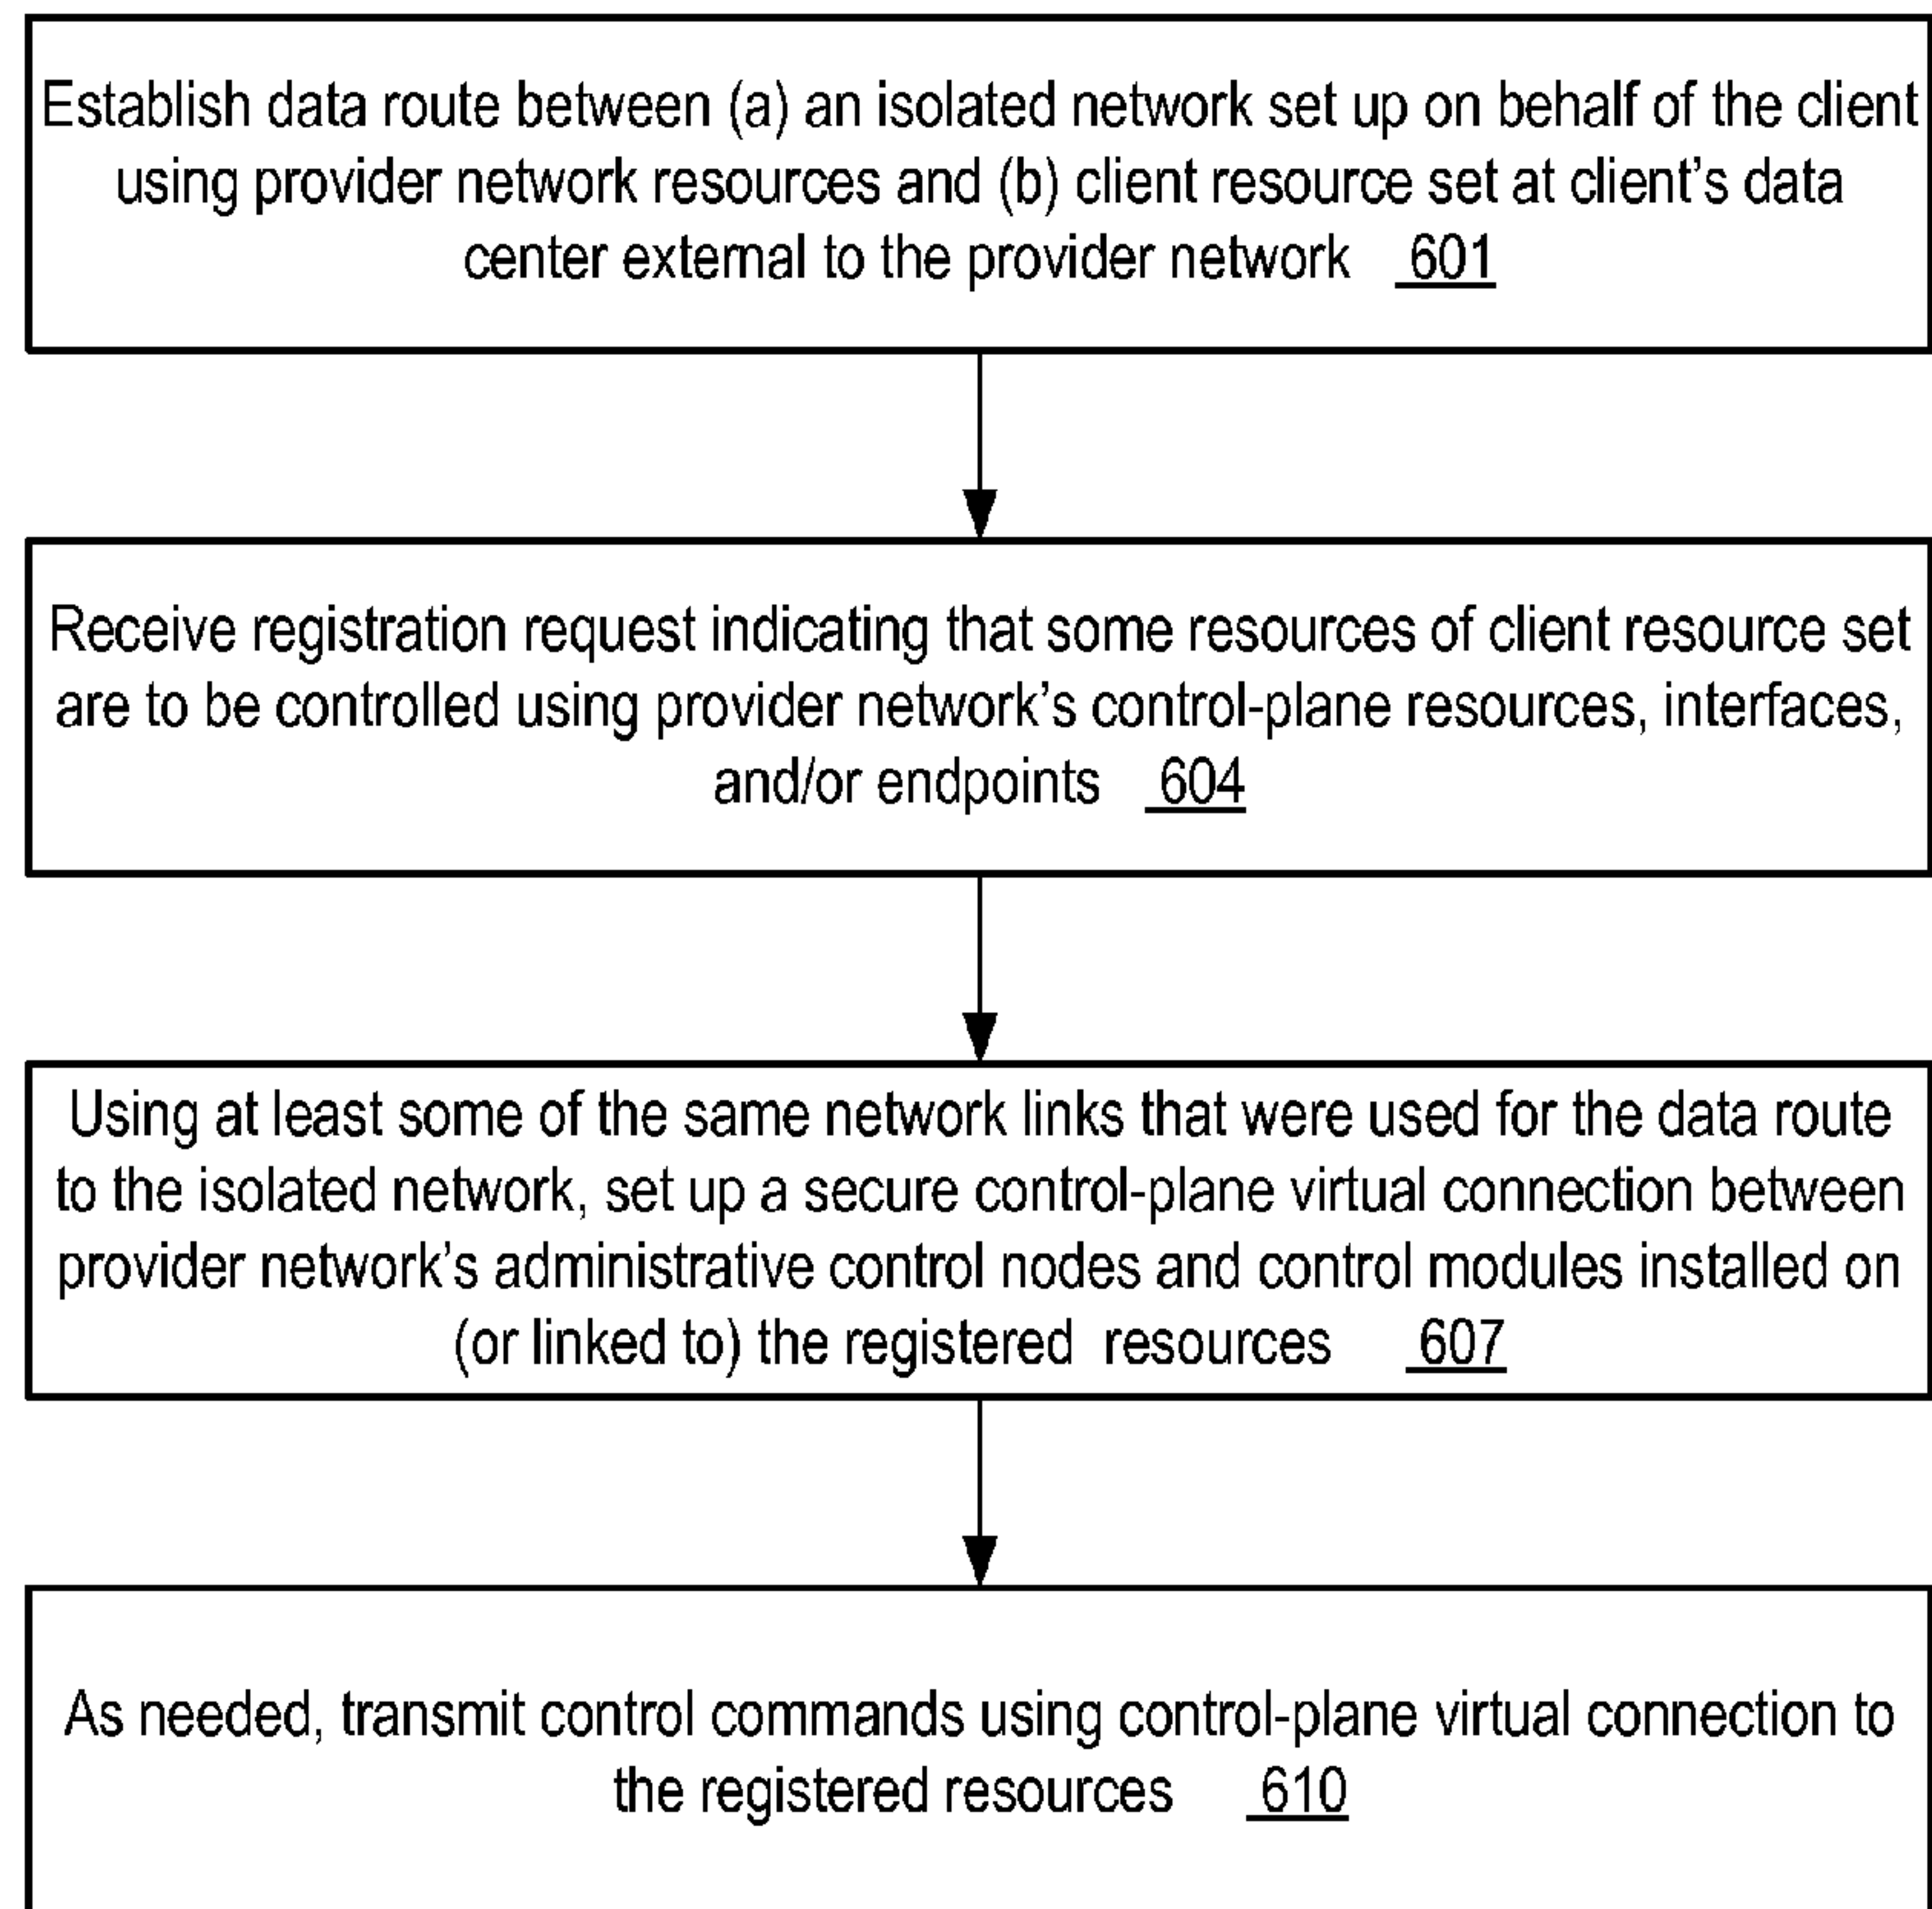 Establish data route between (a) an isolated network set up on behalf of the client
using provider network resources and (b) client resource set at client's data
center external to the provider network 601
Receive registration request indicating that some resources of client resource set
are to be controlled using provider network's control-plane resources, interfaces,
and/or endpoints 604
Using at least some of the same network links that were used for the data route
to the isolated network, set up a secure control-plane virtual connection between
provider network's administrative control nodes and control modules installed on
(or linked to) the registered resources 607
As needed, transmit control commands using control-plane virtual connection to
the registered resources 610